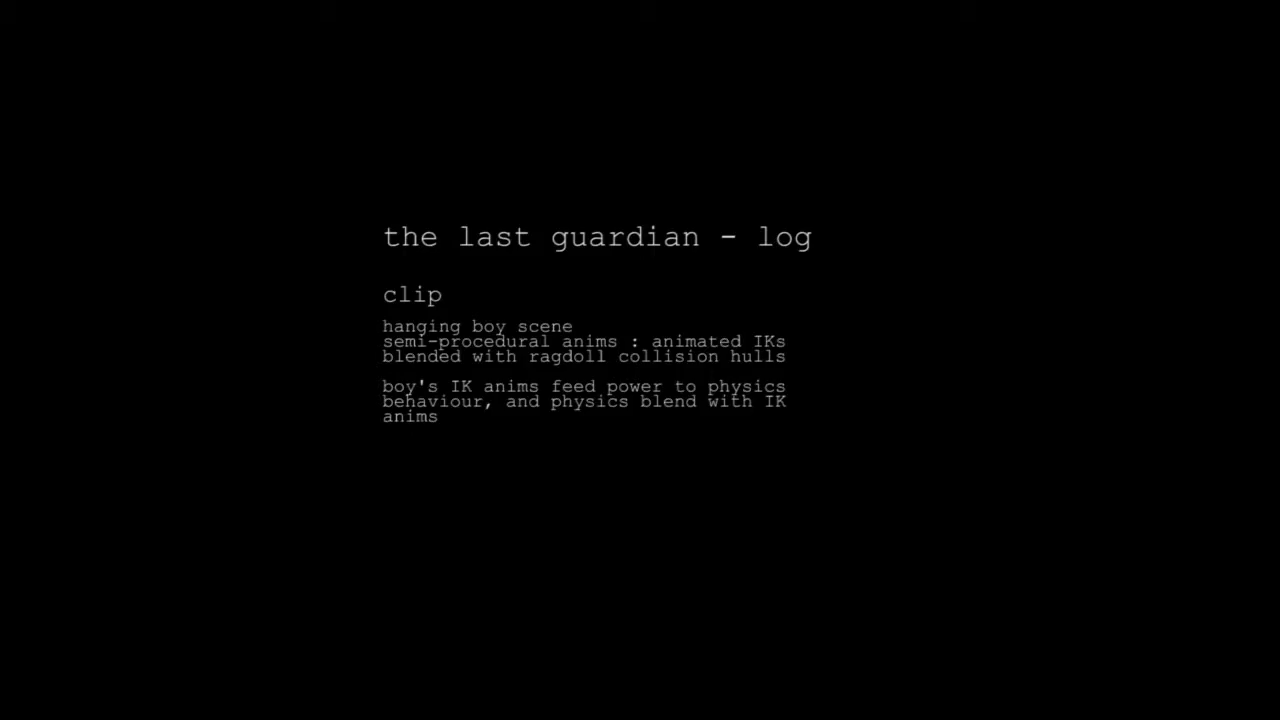 the last guardian - log
clip
hanging boy scene
semi-procedural anims : animated IKs
blended with ragdoll collision hulls
boy's IK anims feed power to physics
behaviour, and physics blend with IK
anims